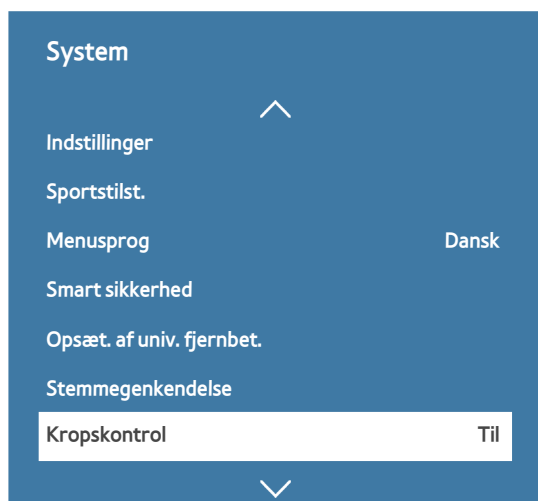 System
Indstillinger
Sportstilst.
Menusprog Dansk
Smart sikkerhed
Opsæt. af univ. fjernbet.
Stemmegenkendelse
Kropskontrol Til